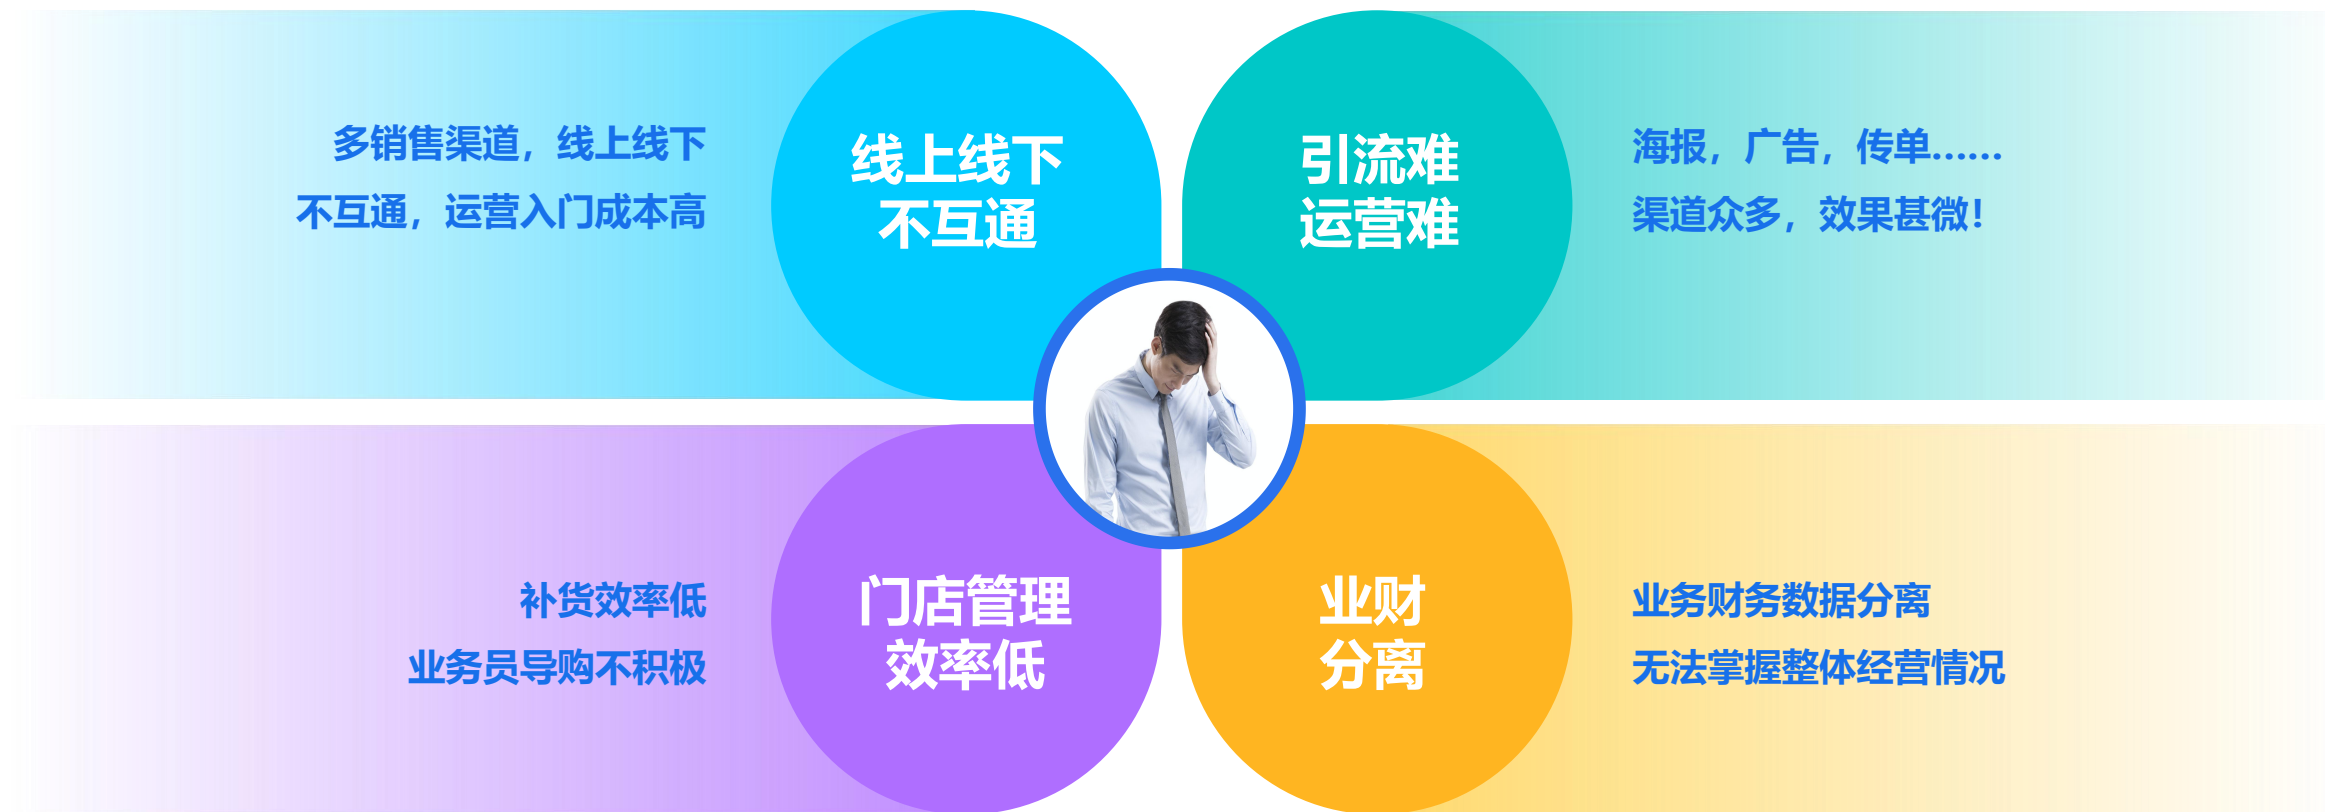 多销售渠道，线上线下
不互通，运营入门成本高
线上线下
不互通
引流难
运营难
海报，广告，传单……
渠道众多，效果甚微！
补货效率低
业务员导购不积极
门店管理
效率低
业财
分离
业务财务数据分离
无法掌握整体经营情况